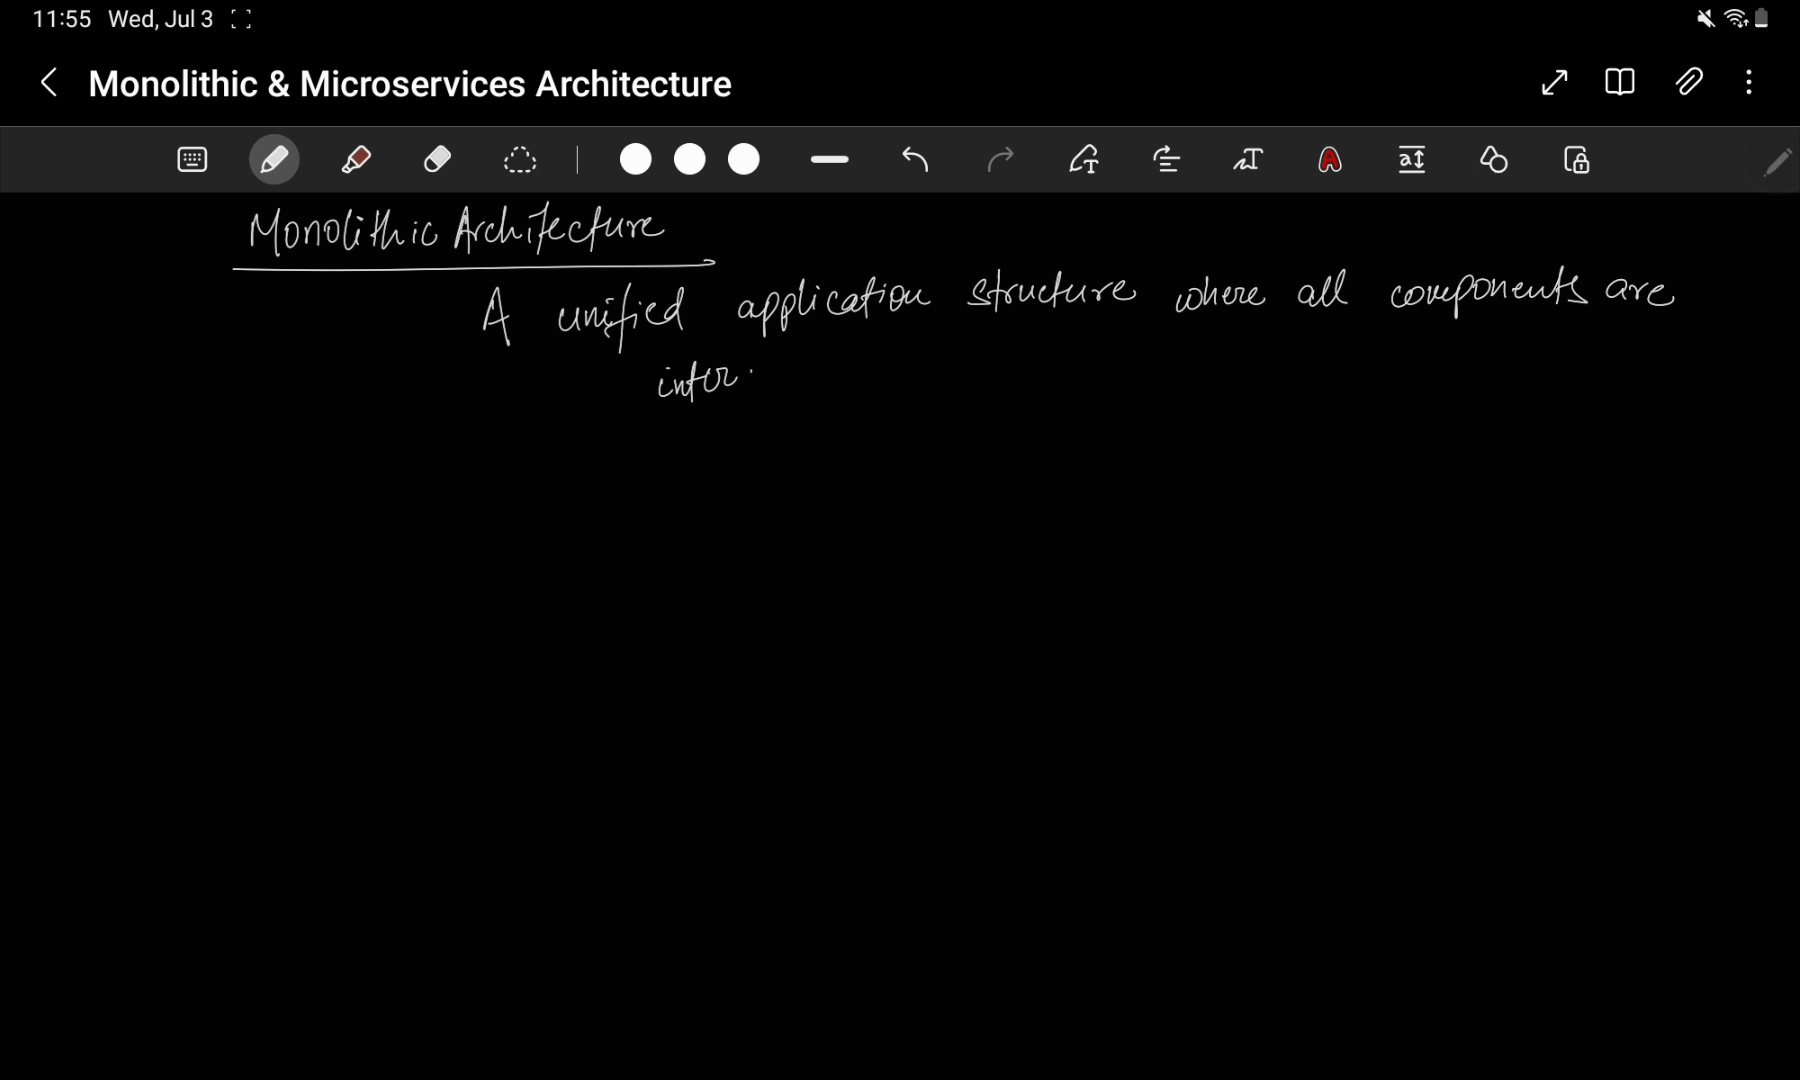 11:55 Wed, Jul 3
Monolithic & Microservices Architecture
Monolithic Architecture
A unified application structure where all components are
inter